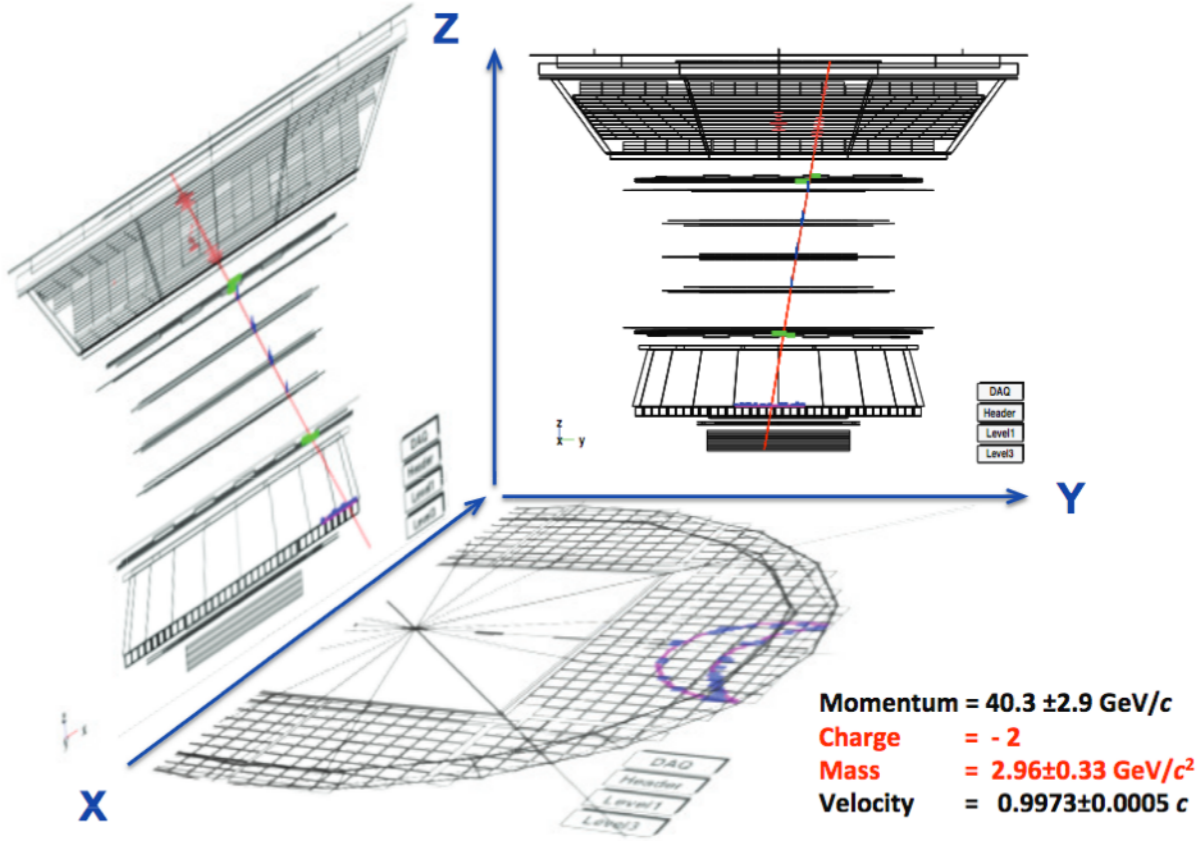 Z
z
x y
DAQ
Header
Level1
Level3
DAQ
Header
Level1
Level3
Y
X
DAQ
Header
Level1
Level3
Momentum = 40.3 ±2.9 GeV/c
Charge = - 2
Mass = 2.96±0.33 GeV/c²
Velocity = 0.9973±0.0005 c